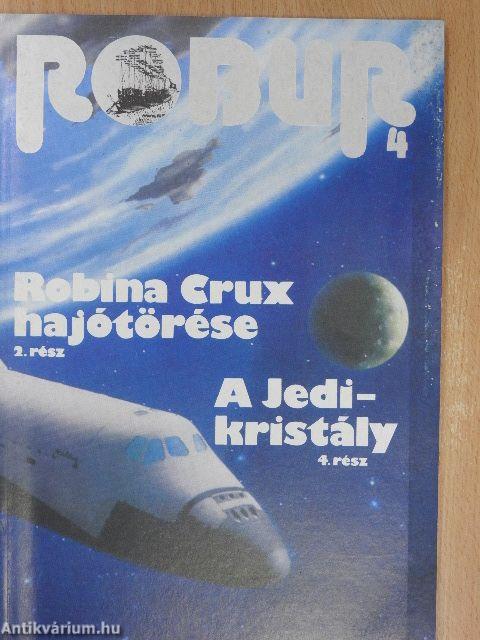 ROBUR
4
Robina Crux
hajótörése
2. rész
A Jedi-
kristály
4. rész
Antikvárium.hu